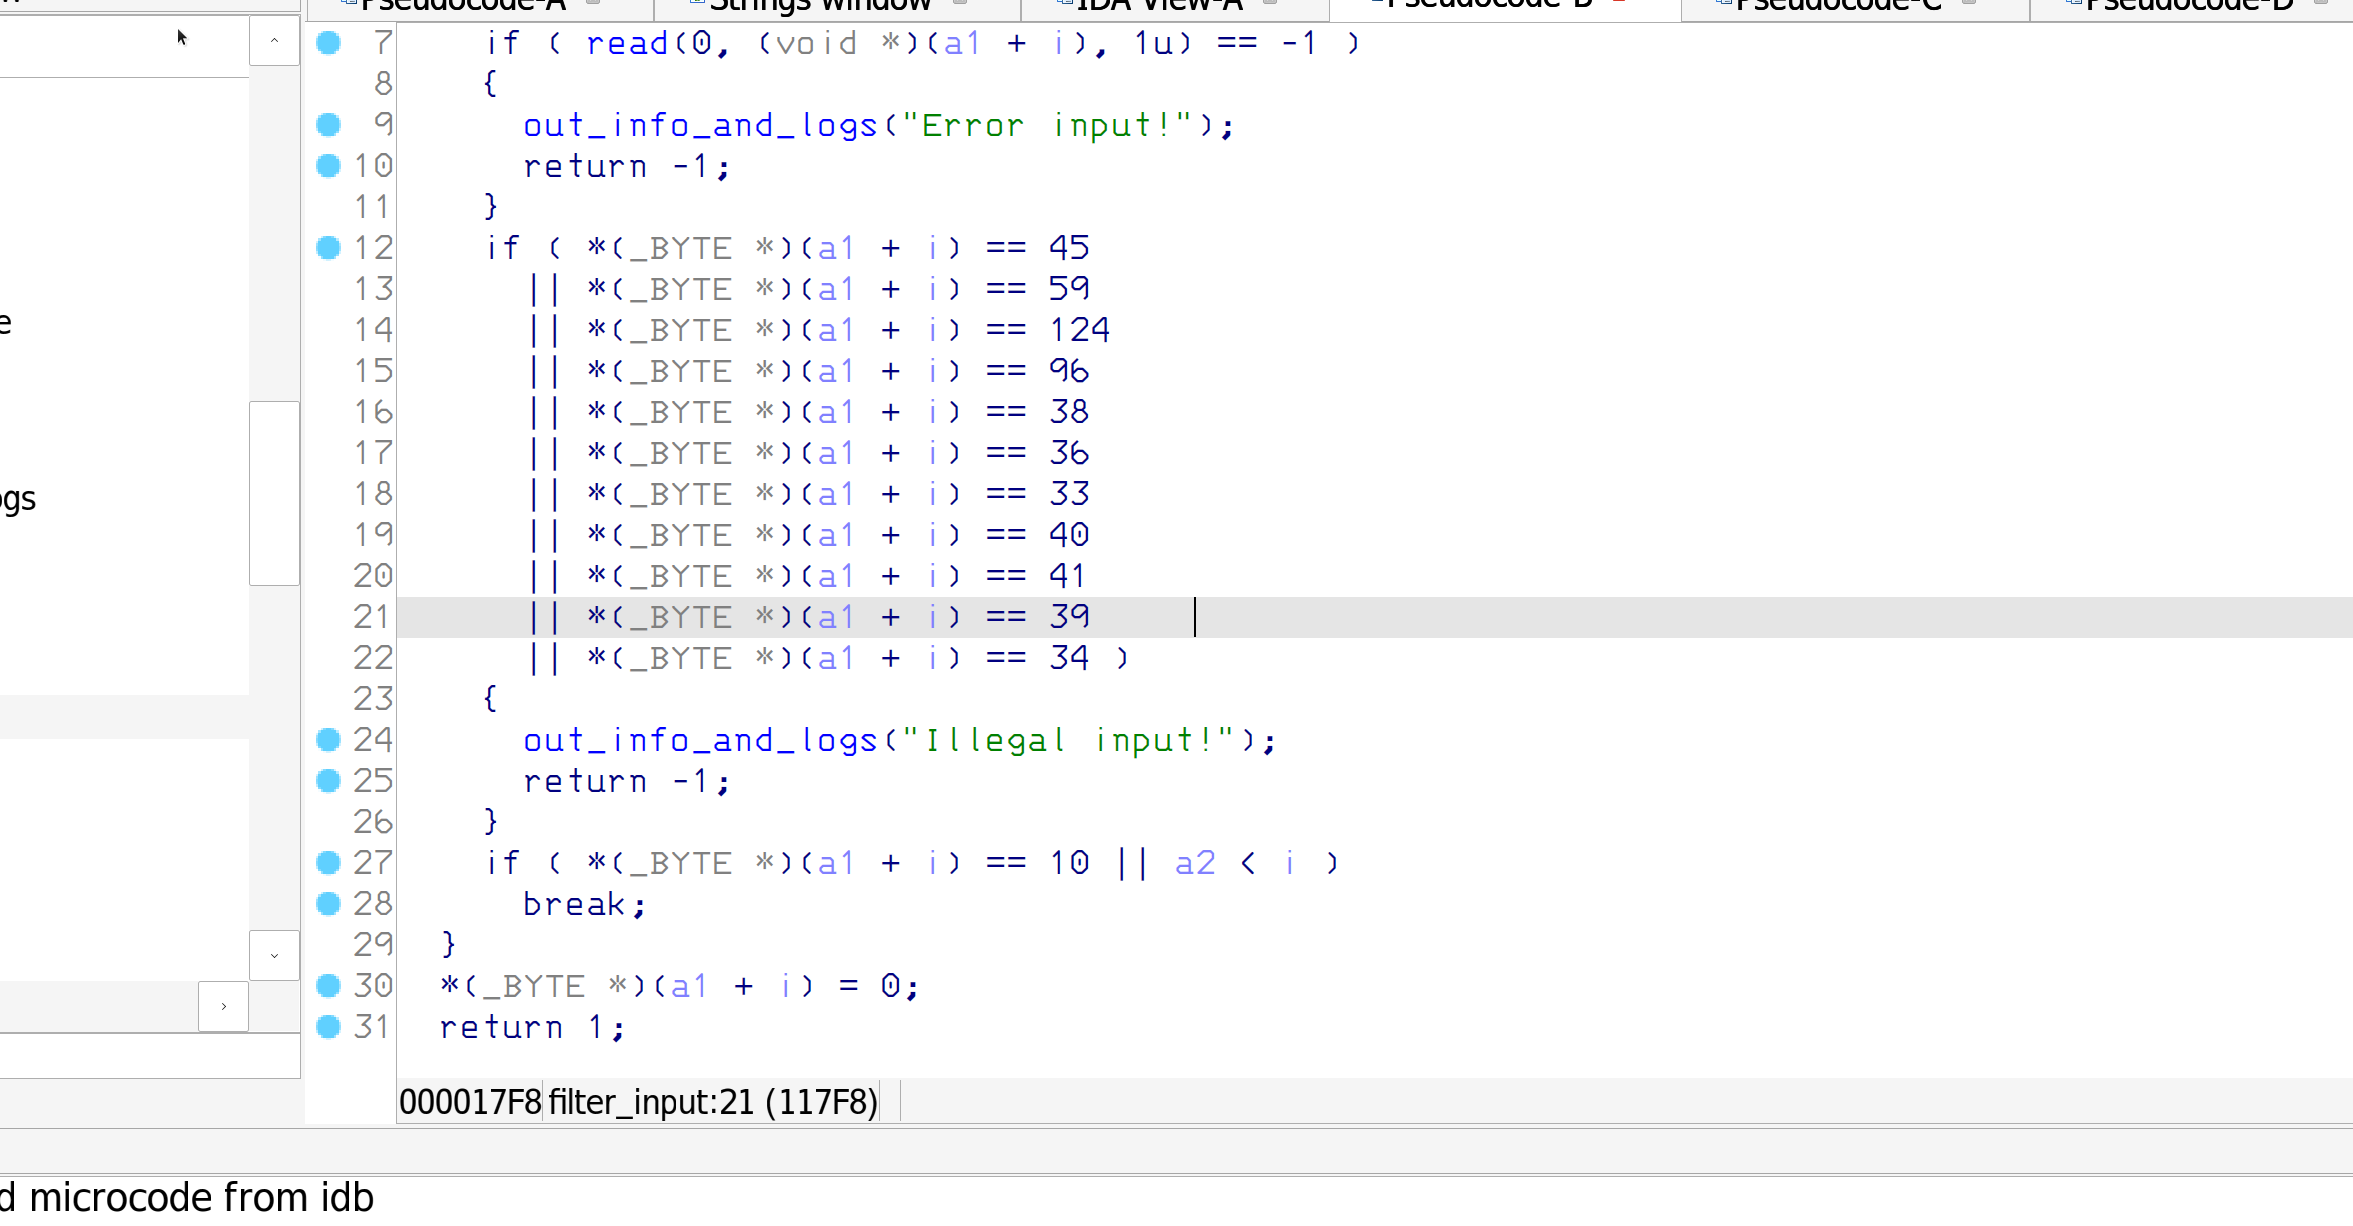 Pseudocode-A Strings window IDA View-A Pseudocode-B Pseudocode-C Pseudocode-D
7 if ( read(0, (void *)(a1 + i), 1u) == -1 )
8 {
9 out_info_and_logs("Error input!");
10 return -1;
11 }
12 if ( *(_BYTE *)(a1 + i) == 45
13 || *(_BYTE *)(a1 + i) == 59
e
14 || *(_BYTE *)(a1 + i) == 124
15 || *(_BYTE *)(a1 + i) == 96
16 || *(_BYTE *)(a1 + i) == 38
17 || *(_BYTE *)(a1 + i) == 36
ogs
18 || *(_BYTE *)(a1 + i) == 33
19 || *(_BYTE *)(a1 + i) == 40
20 || *(_BYTE *)(a1 + i) == 41
21 || *(_BYTE *)(a1 + i) == 39
22 || *(_BYTE *)(a1 + i) == 34 )
23 {
24 out_info_and_logs("Illegal input!");
25 return -1;
26 }
27 if ( *(_BYTE *)(a1 + i) == 10 || a2 < i )
28 break;
29 }
30 *(_BYTE *)(a1 + i) = 0;
31 return 1;
000017F8 filter_input:21 (117F8)
d microcode from idb